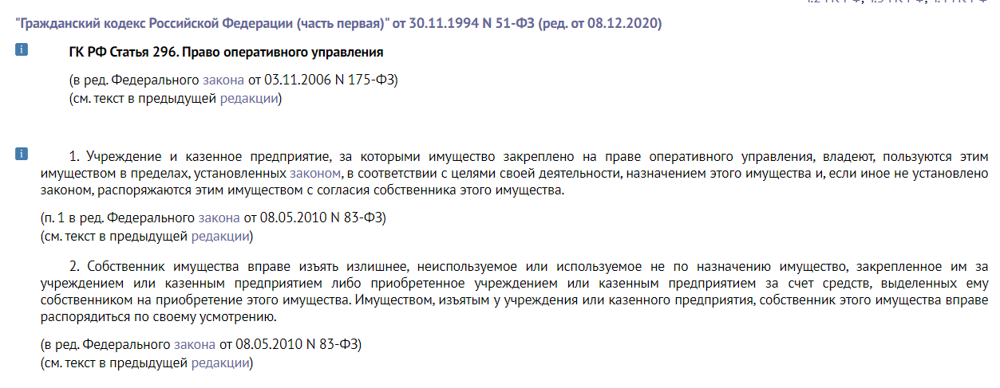 "Гражданский кодекс Российской Федерации (часть первая)" от 30.11.1994 N 51-ФЗ (ред. от 08.12.2020)
ГК РФ Статья 296. Право оперативного управления
(в ред. Федерального закона от 03.11.2006 N 175-ФЗ)
(см. текст в предыдущей редакции)
1. Учреждение и казенное предприятие, за которыми имущество закреплено на праве оперативного управления, владеют, пользуются этим
имуществом в пределах, установленных законом, в соответствии с целями своей деятельности, назначением этого имущества и, если иное не установлено
законом, распоряжаются этим имуществом с согласия собственника этого имущества.
(п. 1 в ред. Федерального закона от 08.05.2010 N 83-ФЗ)
(см. текст в предыдущей редакции)
2. Собственник имущества вправе изъять излишнее, неиспользуемое или используемое не по назначению имущество, закрепленное им за
учреждением или казенным предприятием либо приобретенное учреждением или казенным предприятием за счет средств, выделенных ему
собственником на приобретение этого имущества. Имуществом, изъятым у учреждения или казенного предприятия, собственник этого имущества вправе
распорядиться по своему усмотрению.
(в ред. Федерального закона от 08.05.2010 N 83-ФЗ)
(см. текст в предыдущей редакции)